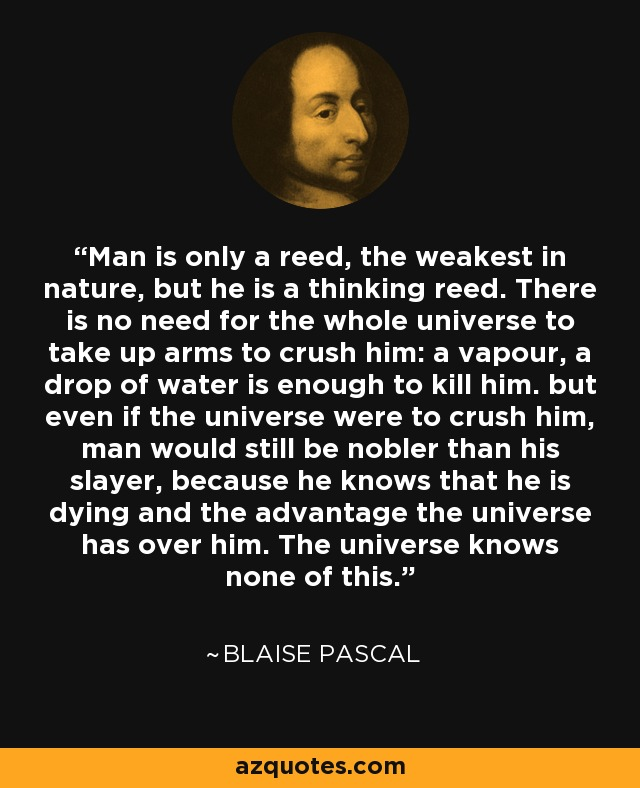 “Man is only a reed, the weakest in
nature, but he is a thinking reed. There
is no need for the whole universe to
take up arms to crush him: a vapour, a
drop of water is enough to kill him. but
even if the universe were to crush him,
man would still be nobler than his
slayer, because he knows that he is
dying and the advantage the universe
has over him. The universe knows
none of this.”
~ BLAISE PASCAL
azquotes.com